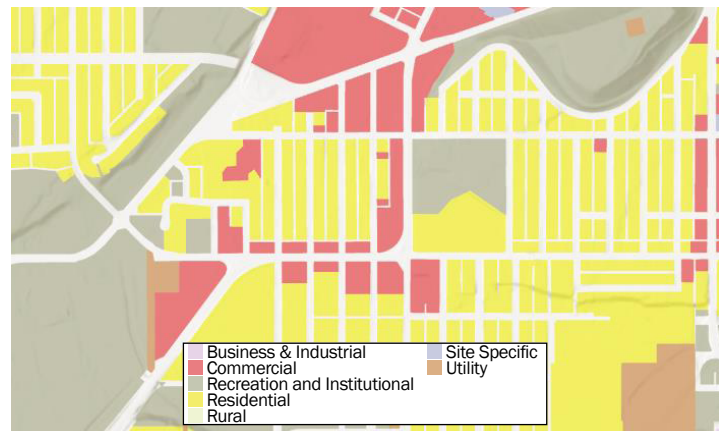 Business & Industrial
Commercial
Recreation and Institutional
Residential
Rural
Site Specific
Utility